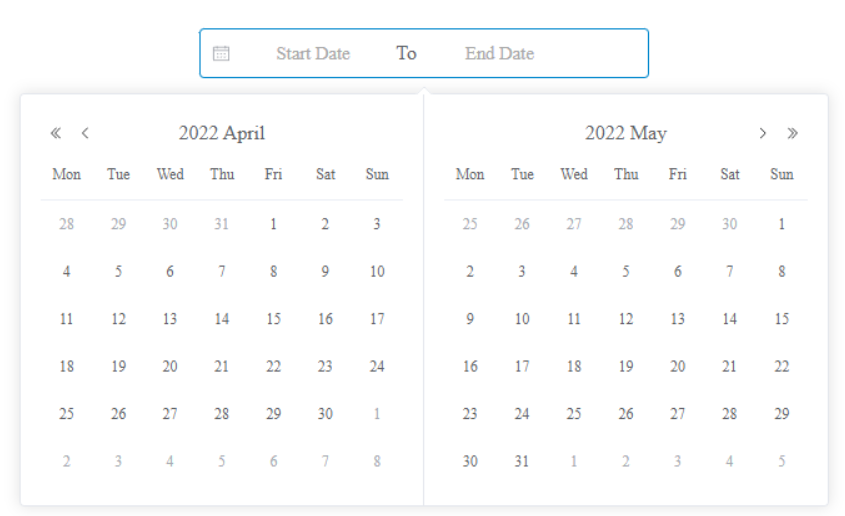 Start Date To End Date
« < 2022 April
Mon Tue Wed Thu Fri Sat Sun
28 29 30 31 1 2 3
4 5 6 7 8 9 10
11 12 13 14 15 16 17
18 19 20 21 22 23 24
25 26 27 28 29 30 1
2 3 4 5 6 7 8
2022 May > »
Mon Tue Wed Thu Fri Sat Sun
25 26 27 28 29 30 1
2 3 4 5 6 7 8
9 10 11 12 13 14 15
16 17 18 19 20 21 22
23 24 25 26 27 28 29
30 31 1 2 3 4 5